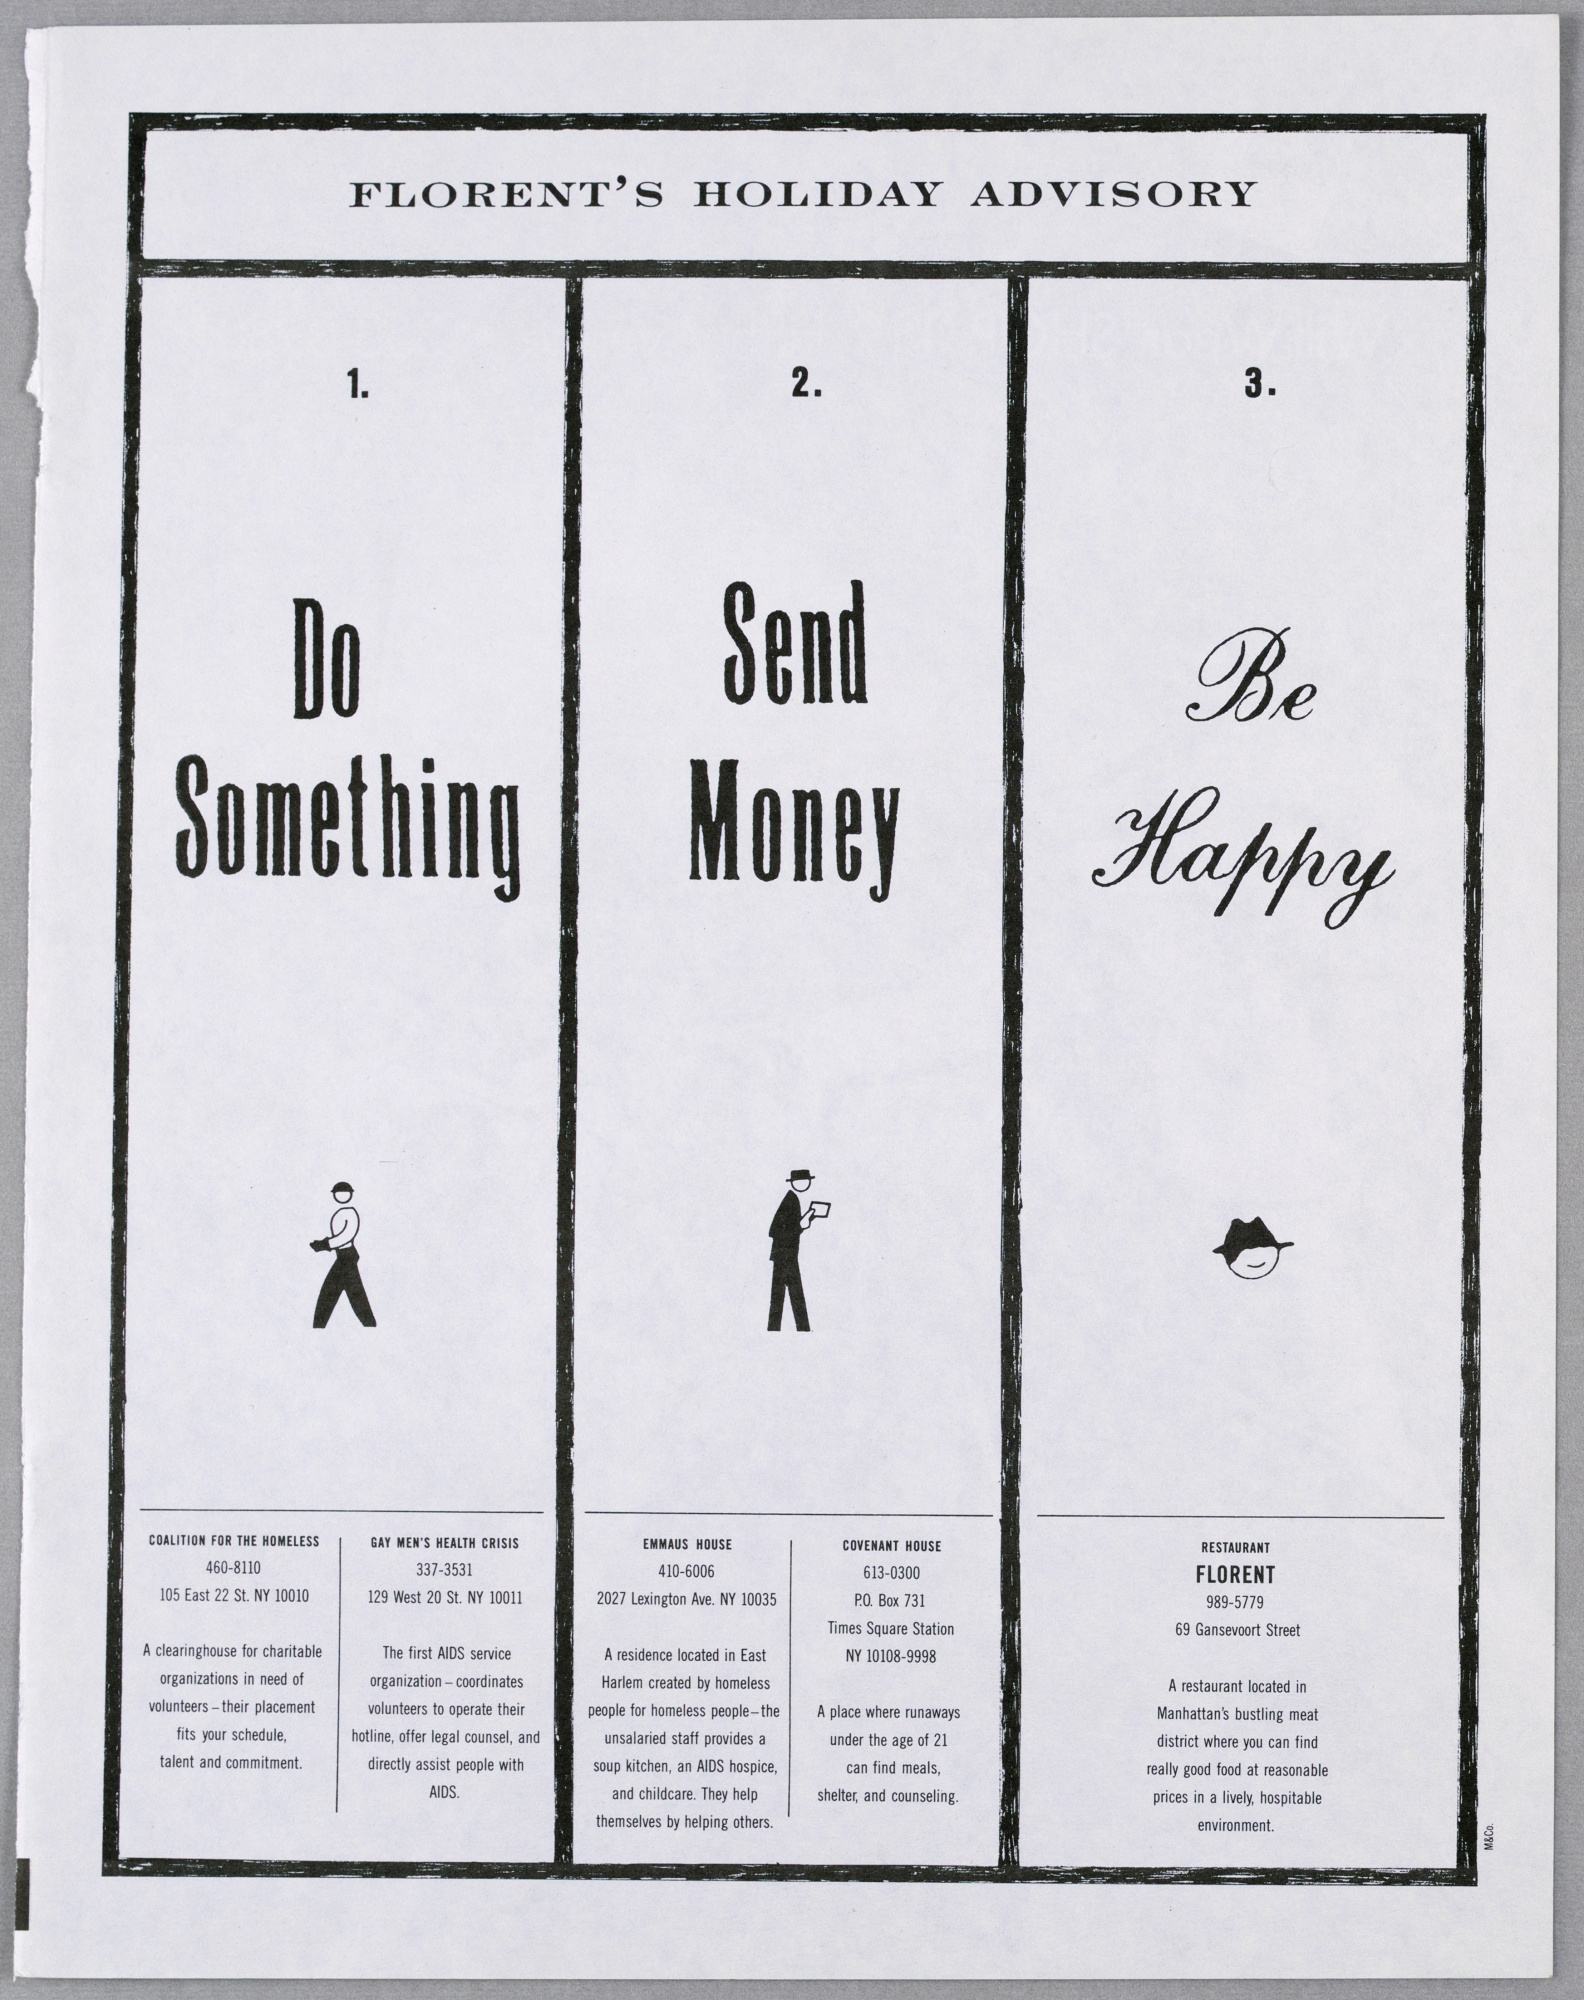 FLORENT'S HOLIDAY ADVISORY
1.
Do
Something
COALITION FOR THE HOMELESS
460-8110
105 East 22 St. NY 10010
A clearinghouse for charitable
organizations in need of
volunteers – their placement
fits your schedule,
talent and commitment.
GAY MEN'S HEALTH CRISIS
337-3531
129 West 20 St. NY 10011
The first AIDS service
organization – coordinates
volunteers to operate their
hotline, offer legal counsel, and
directly assist people with
AIDS.
2.
Send
Money
EMMAUS HOUSE
410-6006
2027 Lexington Ave. NY 10035
A residence located in East
Harlem created by homeless
people for homeless people – the
unsalaried staff provides a
soup kitchen, an AIDS hospice,
and childcare. They help
themselves by helping others.
COVENANT HOUSE
613-0300
P.O. Box 731
Times Square Station
NY 10108-9998
A place where runaways
under the age of 21
can find meals,
shelter, and counseling.
3.
Be
Happy
RESTAURANT
FLORENT
989-5779
69 Gansevoort Street
A restaurant located in
Manhattan's bustling meat
district where you can find
really good food at reasonable
prices in a lively, hospitable
environment.
M&Co.